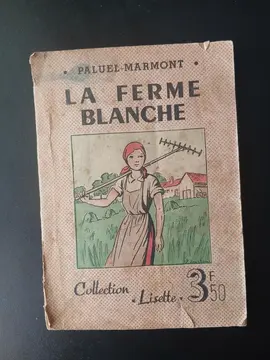 • PALUEL-MARMONT •
LA FERME
BLANCHE
Collection
• Lisette •
3F50